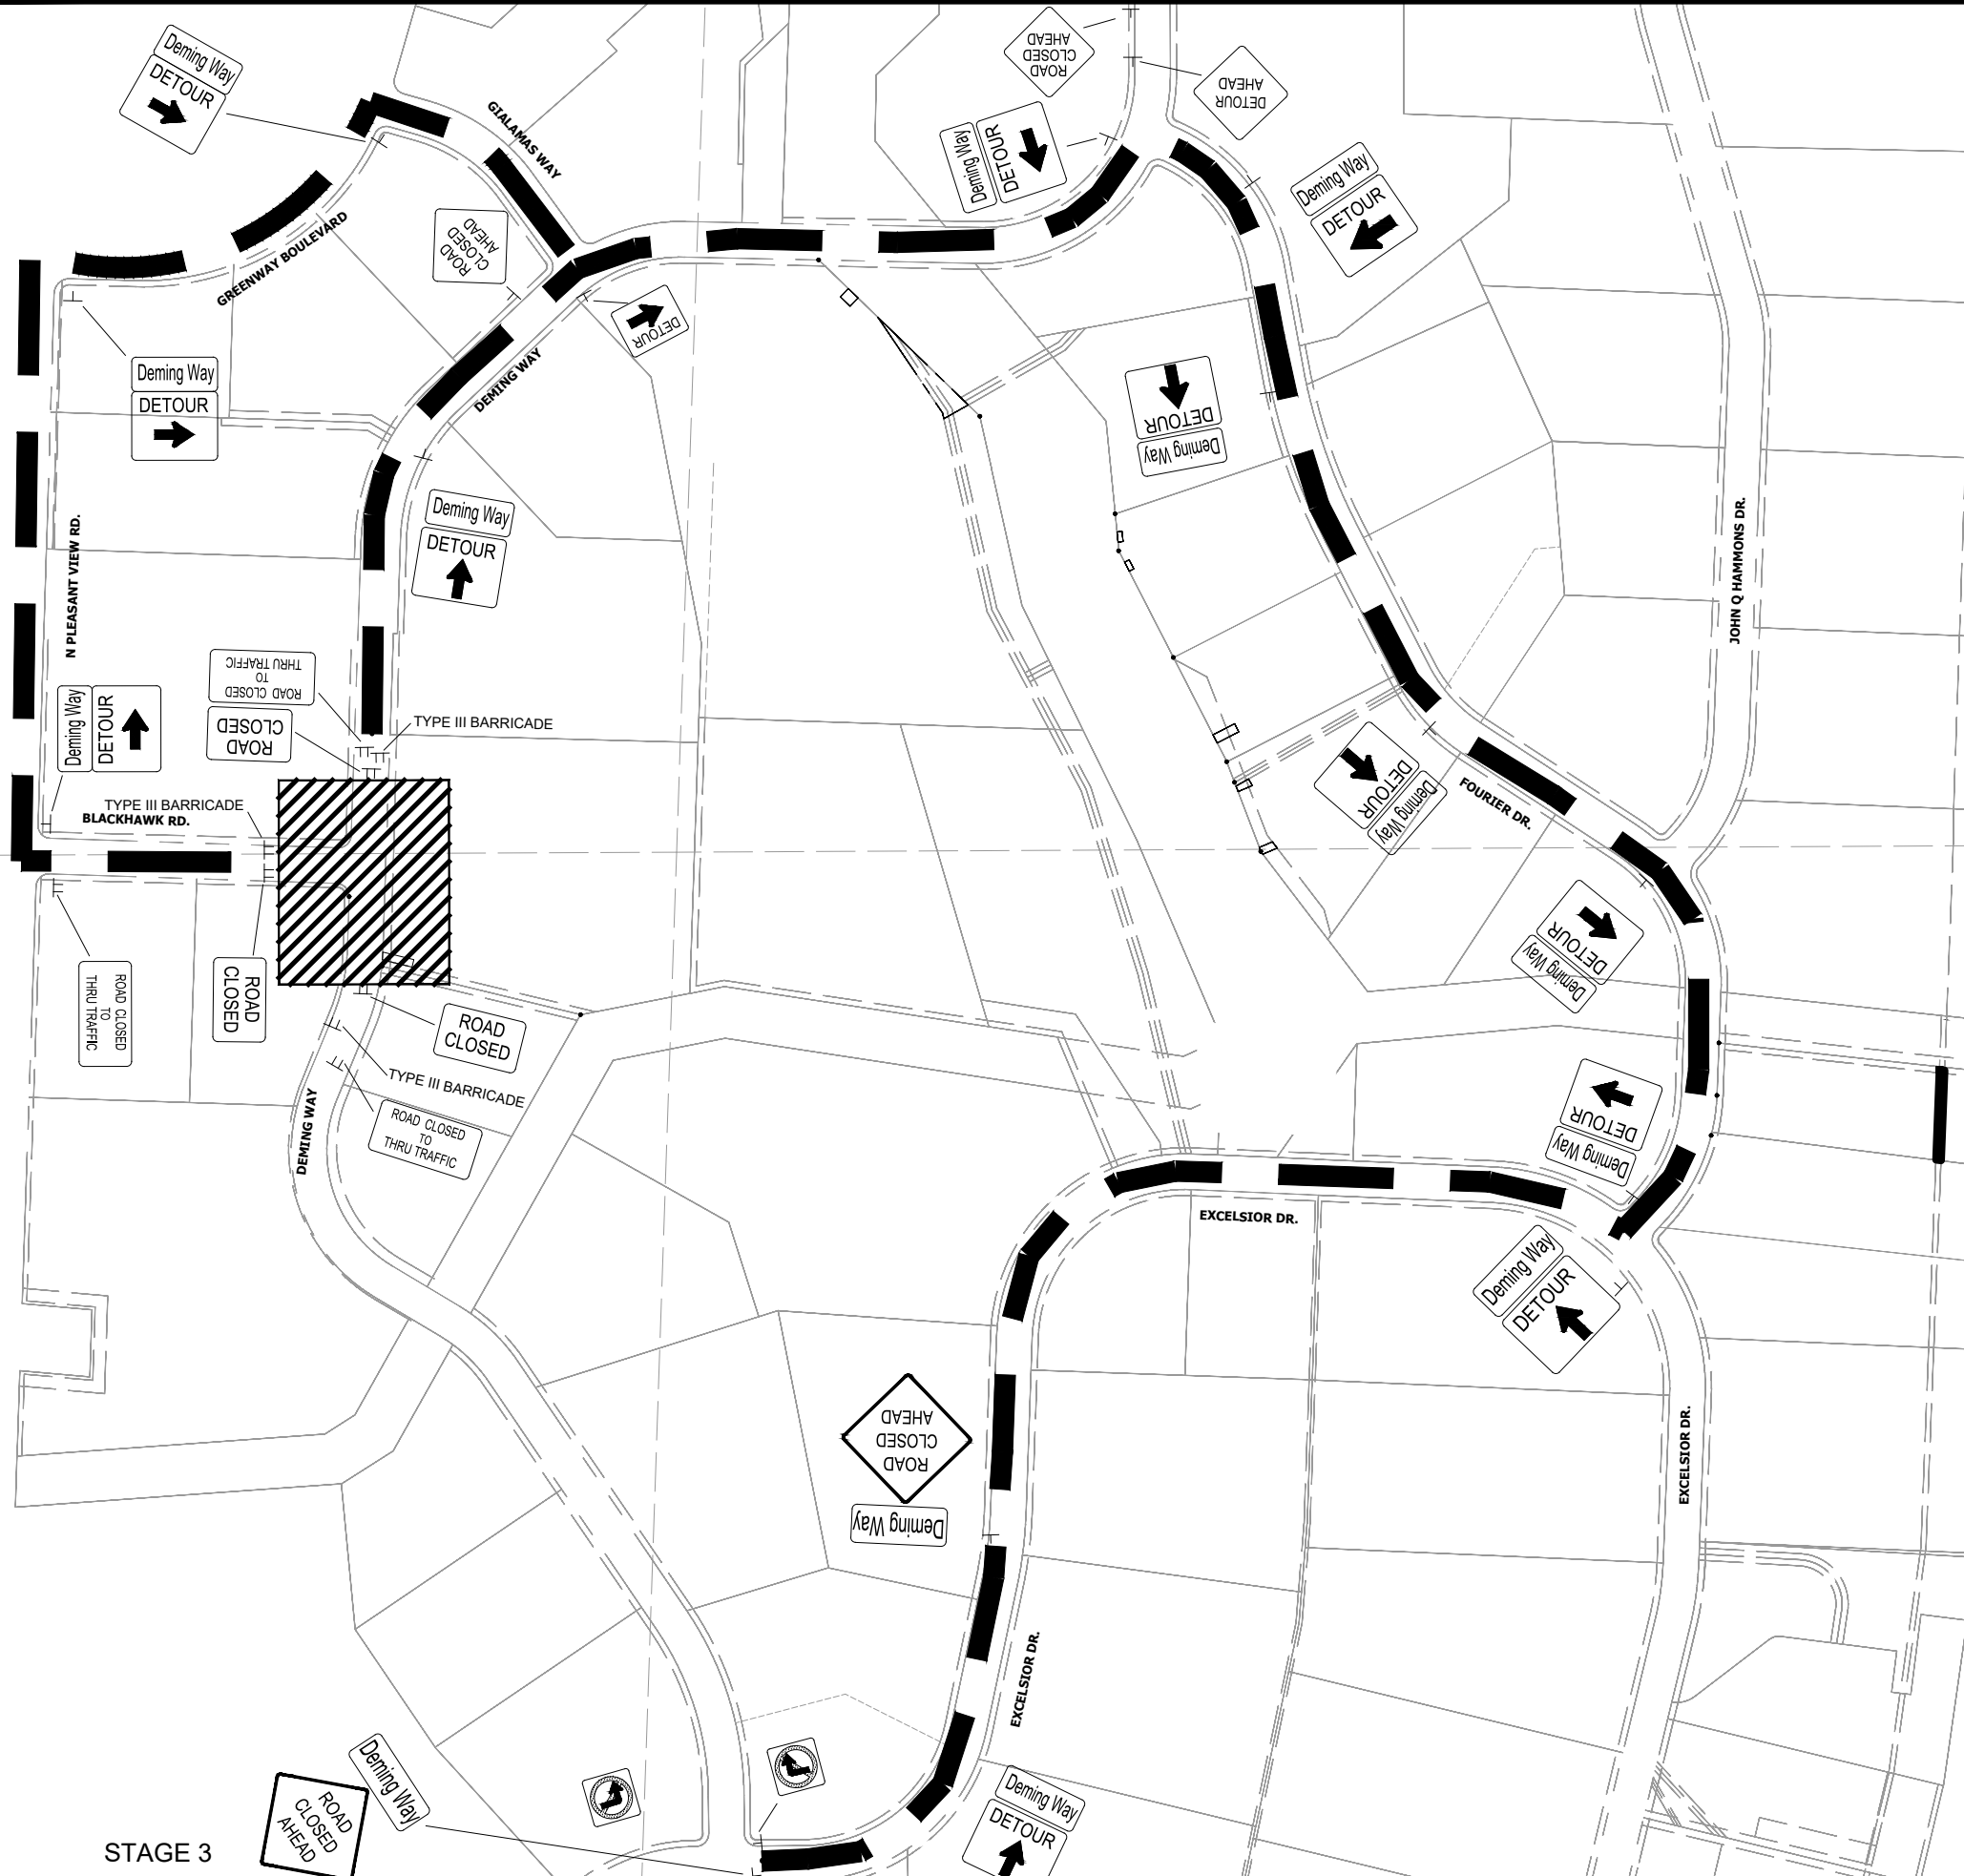 Deming Way
DETOUR
GIALAMAS WAY
ROAD
CLOSED
AHEAD
DETOUR
AHEAD
Deming Way
DETOUR
Deming Way
DETOUR
ROAD
CLOSED
AHEAD
GREENWAY BOULEVARD
DETOUR
DEMING WAY
Deming Way
DETOUR
DETOUR
Deming Way
Deming Way
DETOUR
N PLEASANT VIEW RD.
JOHN Q HAMMONS DR.
ROAD CLOSED
TO
THRU TRAFFIC
ROAD
CLOSED
TYPE III BARRICADE
Deming Way
DETOUR
TYPE III BARRICADE
BLACKHAWK RD.
DETOUR
Deming Way
FOURIER DR.
DETOUR
Deming Way
ROAD CLOSED
TO
THRU TRAFFIC
ROAD
CLOSED
ROAD
CLOSED
TYPE III BARRICADE
ROAD CLOSED
TO
THRU TRAFFIC
DEMING WAY
DETOUR
Deming Way
EXCELSIOR DR.
Deming Way
DETOUR
ROAD
CLOSED
AHEAD
Deming Way
EXCELSIOR DR.
EXCELSIOR DR.
Deming Way
ROAD
CLOSED
AHEAD
Deming Way
DETOUR
STAGE 3